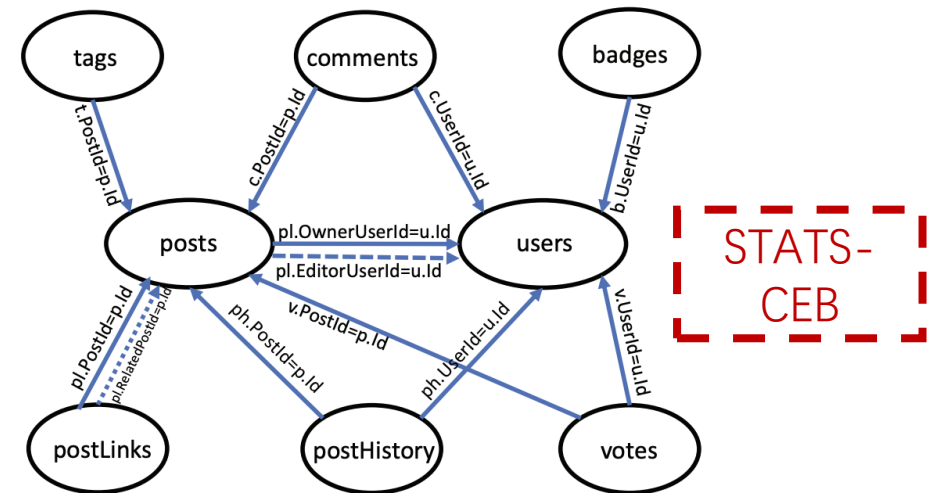 tags
comments
badges
t.PostId=p.Id
c.PostId=p.Id
c.UserId=u.Id
b.UserId=u.Id
posts
pl.OwnerUserId=u.Id
pl.EditorUserId=u.Id
users
STATS-
CEB
pl.PostId=p.Id
pl.RelatedPostId=p.Id
ph.PostId=p.Id
v.PostId=p.Id
ph.UserId=u.Id
v.UserId=u.Id
postLinks
postHistory
votes